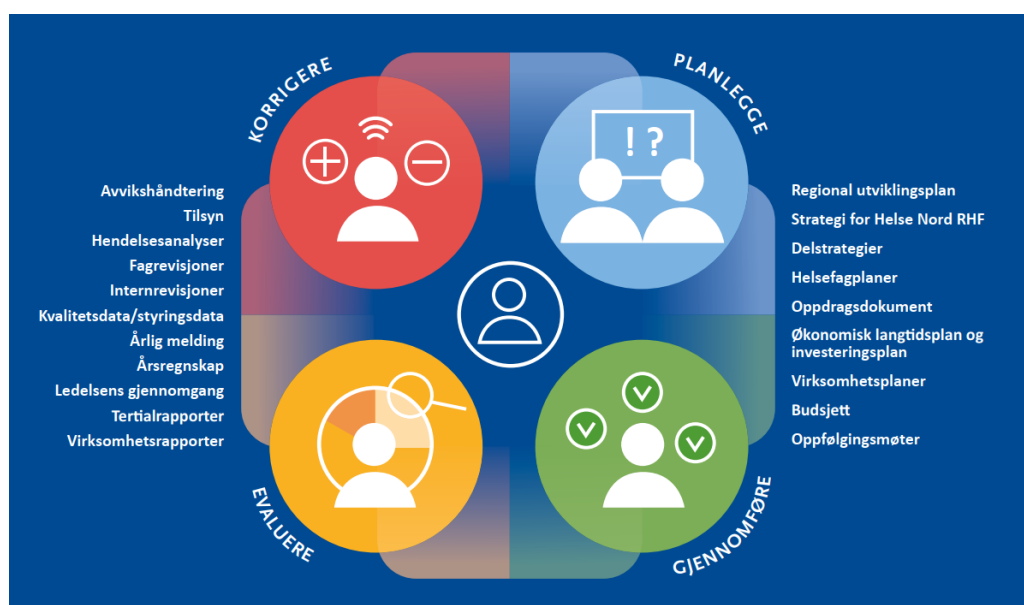 KORRIGERE
PLANLEGGE
! ?
Avvikshåndtering
Tilsyn
Hendelsesanalyser
Fagrevisjoner
Internrevisjoner
Kvalitetsdata/styringsdata
Årlig melding
Årsregnskap
Ledelsens gjennomgang
Tertialrapporter
Virksomhetsrapporter
Regional utviklingsplan
Strategi for Helse Nord RHF
Delstrategier
Helsefagplaner
Oppdragsdokument
Økonomisk langtidsplan og
investeringsplan
Virksomhetsplaner
Budsjett
Oppfølgingsmøter
EVALUERE
GJENNOMFØRE